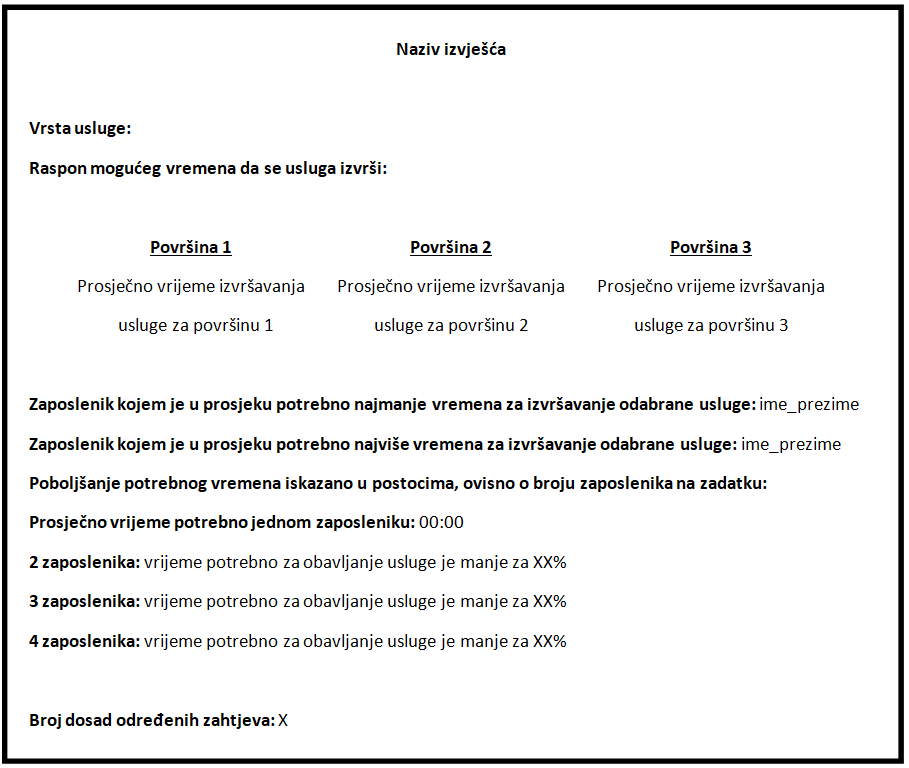 Naziv izvješća
Vrsta usluge:
Raspon mogućeg vremena da se usluga izvrši:
Površina 1 Površina 2 Površina 3
Prosječno vrijeme izvršavanja Prosječno vrijeme izvršavanja Prosječno vrijeme izvršavanja
usluge za površinu 1 usluge za površinu 2 usluge za površinu 3
Zaposlenik kojem je u prosjeku potrebno najmanje vremena za izvršavanje odabrane usluge: ime_prezime
Zaposlenik kojem je u prosjeku potrebno najviše vremena za izvršavanje odabrane usluge: ime_prezime
Poboljšanje potrebnog vremena iskazano u postocima, ovisno o broju zaposlenika na zadatku:
Prosječno vrijeme potrebno jednom zaposleniku: 00:00
2 zaposlenika: vrijeme potrebno za obavljanje usluge je manje za XX%
3 zaposlenika: vrijeme potrebno za obavljanje usluge je manje za XX%
4 zaposlenika: vrijeme potrebno za obavljanje usluge je manje za XX%
Broj dosad određenih zahtjeva: X